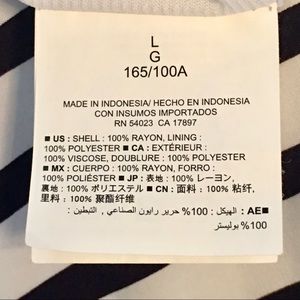 L
G
165/100A
MADE IN INDONESIA/ HECHO EN INDONESIA
CON INSUMOS IMPORTADOS
RN 54023 CA 17897
■ US : SHELL : 100% RAYON, LINING :
100% POLYESTER ■ CA : EXTÉRIEUR :
100% VISCOSE, DOUBLURE : 100% POLYESTER
■ MX : CUERPO : 100% RAYON, FORRO :
100% POLIÉSTER ■ JP : 表地 : 100% レーヨン,
裏地 : 100% ポリエステル ■ CN : 面料 : 100% 粘纤,
里料 : 100% 聚酯纤维
■ AE : الهيكل : 100% حرير رايون الصناعي , التبطين :
100% بوليستر